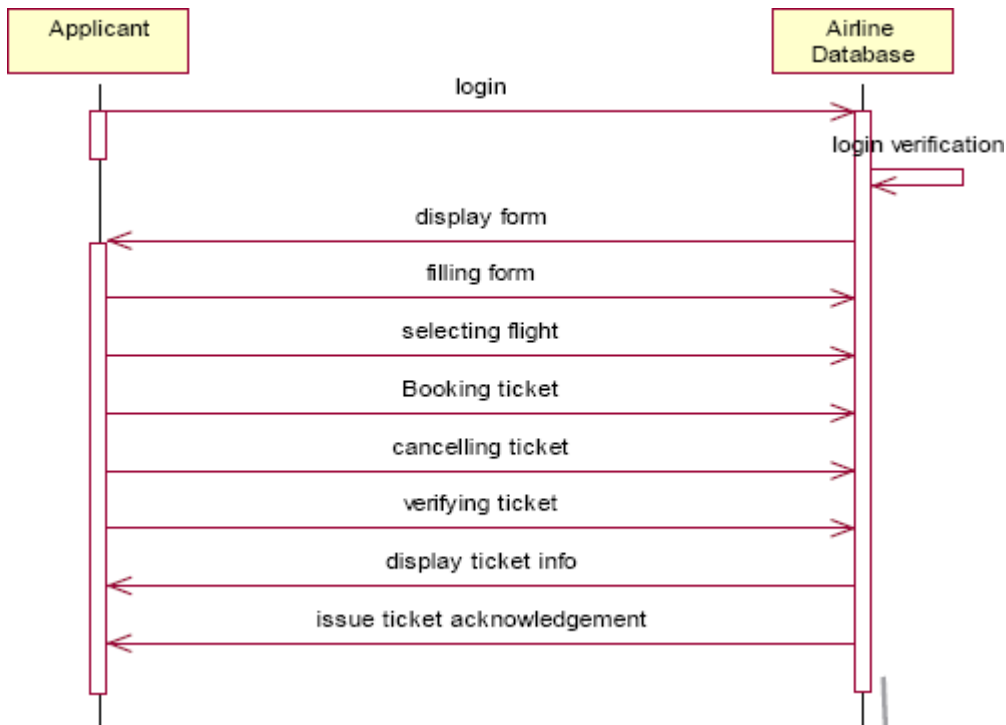 Applicant
Airline
Database
login
login verification
display form
filling form
selecting flight
Booking ticket
cancelling ticket
verifying ticket
display ticket info
issue ticket acknowledgement